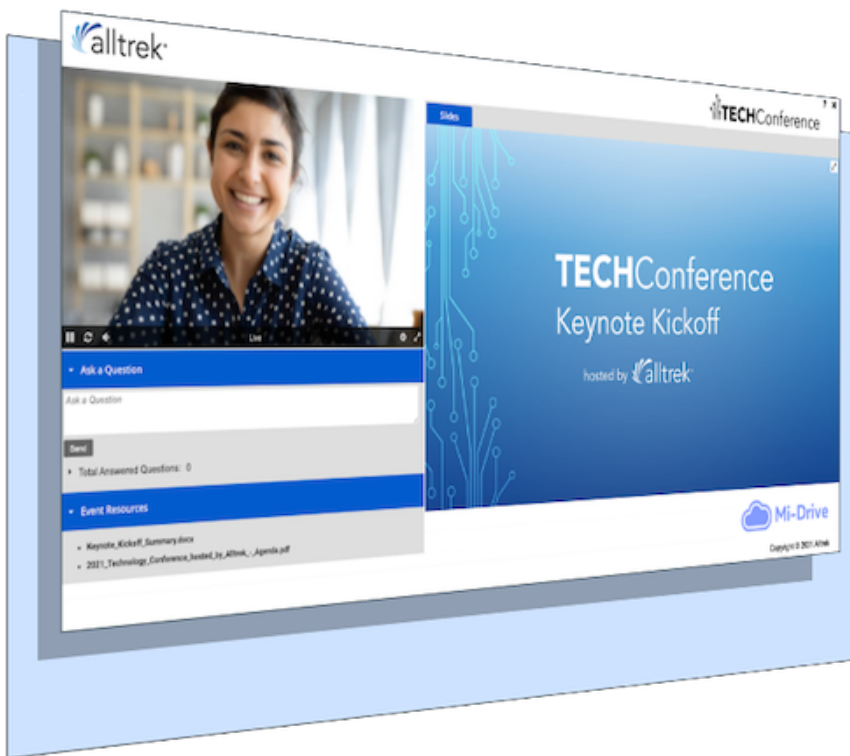 alltrek
TECHConference
? x
Slides
TECHConference
Keynote Kickoff
hosted by alltrek
Live
Ask a Question
Ask a Question
Send
Total Answered Questions: 0
Event Resources
Keynote_Kickoff_Summary.docx
2021_Technology_Conference_hosted_by_Alltrek_-_Agenda.pdf
Mi-Drive
Copyright © 2021 Alltrek